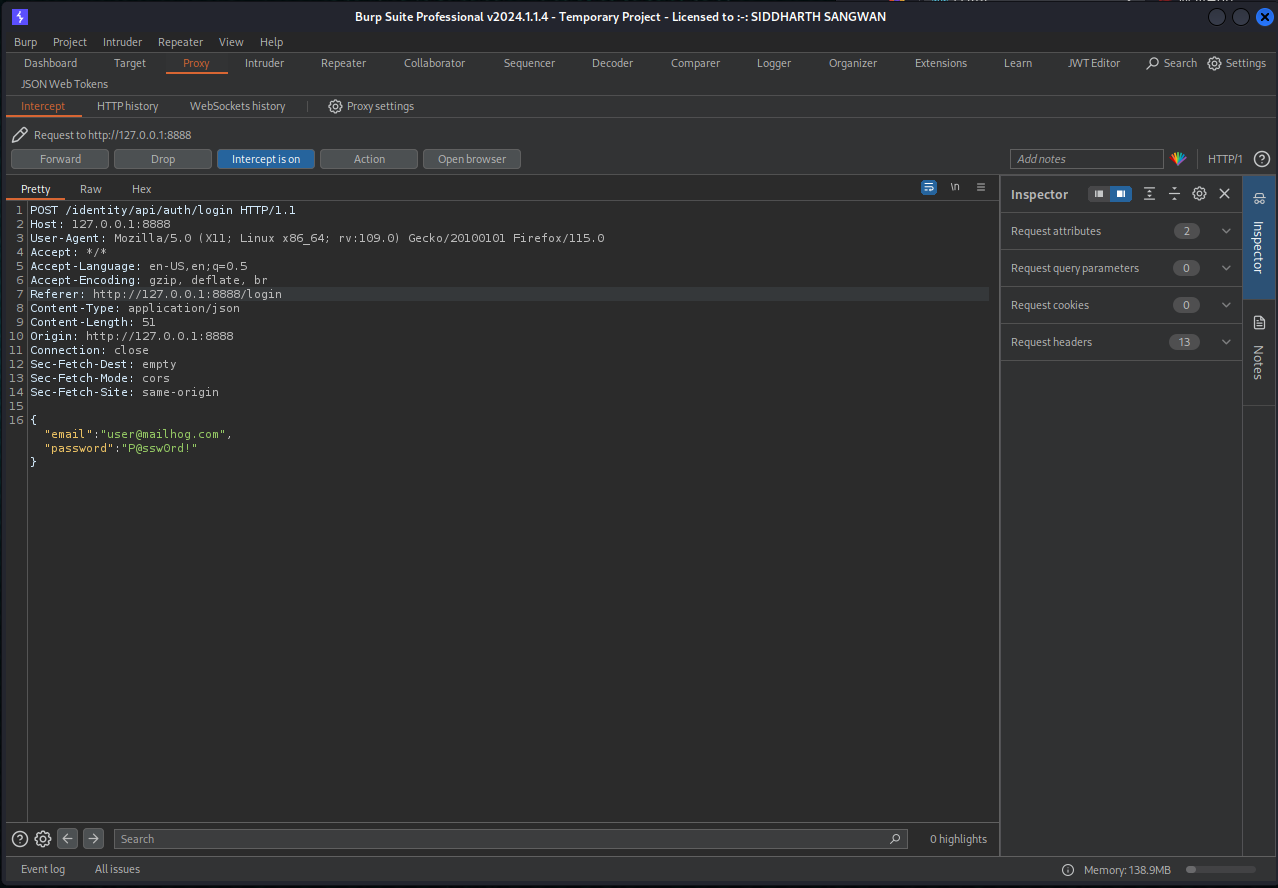 Burp Suite Professional v2024.1.1.4 - Temporary Project - Licensed to :-: SIDDHARTH SANGWAN
Burp Project Intruder Repeater View Help
Dashboard Target Proxy Intruder Repeater Collaborator Sequencer Decoder Comparer Logger Organizer Extensions Learn JWT Editor Search Settings
JSON Web Tokens
Intercept HTTP history WebSockets history Proxy settings
Request to http://127.0.0.1:8888
Forward Drop Intercept is on Action Open browser Add notes HTTP/1 ?
Pretty Raw Hex \n
1 POST /identity/api/auth/login HTTP/1.1
2 Host: 127.0.0.1:8888
3 User-Agent: Mozilla/5.0 (X11; Linux x86_64; rv:109.0) Gecko/20100101 Firefox/115.0
4 Accept: */*
5 Accept-Language: en-US,en;q=0.5
6 Accept-Encoding: gzip, deflate, br
7 Referer: http://127.0.0.1:8888/login
8 Content-Type: application/json
9 Content-Length: 51
10 Origin: http://127.0.0.1:8888
11 Connection: close
12 Sec-Fetch-Dest: empty
13 Sec-Fetch-Mode: cors
14 Sec-Fetch-Site: same-origin
15
16 {
"email":"user@mailhog.com",
"password":"P@ssw0rd!"
}
Inspector
Request attributes 2
Request query parameters 0
Request cookies 0
Request headers 13
Inspector
Notes
? Search 0 highlights
Event log All issues Memory: 138.9MB